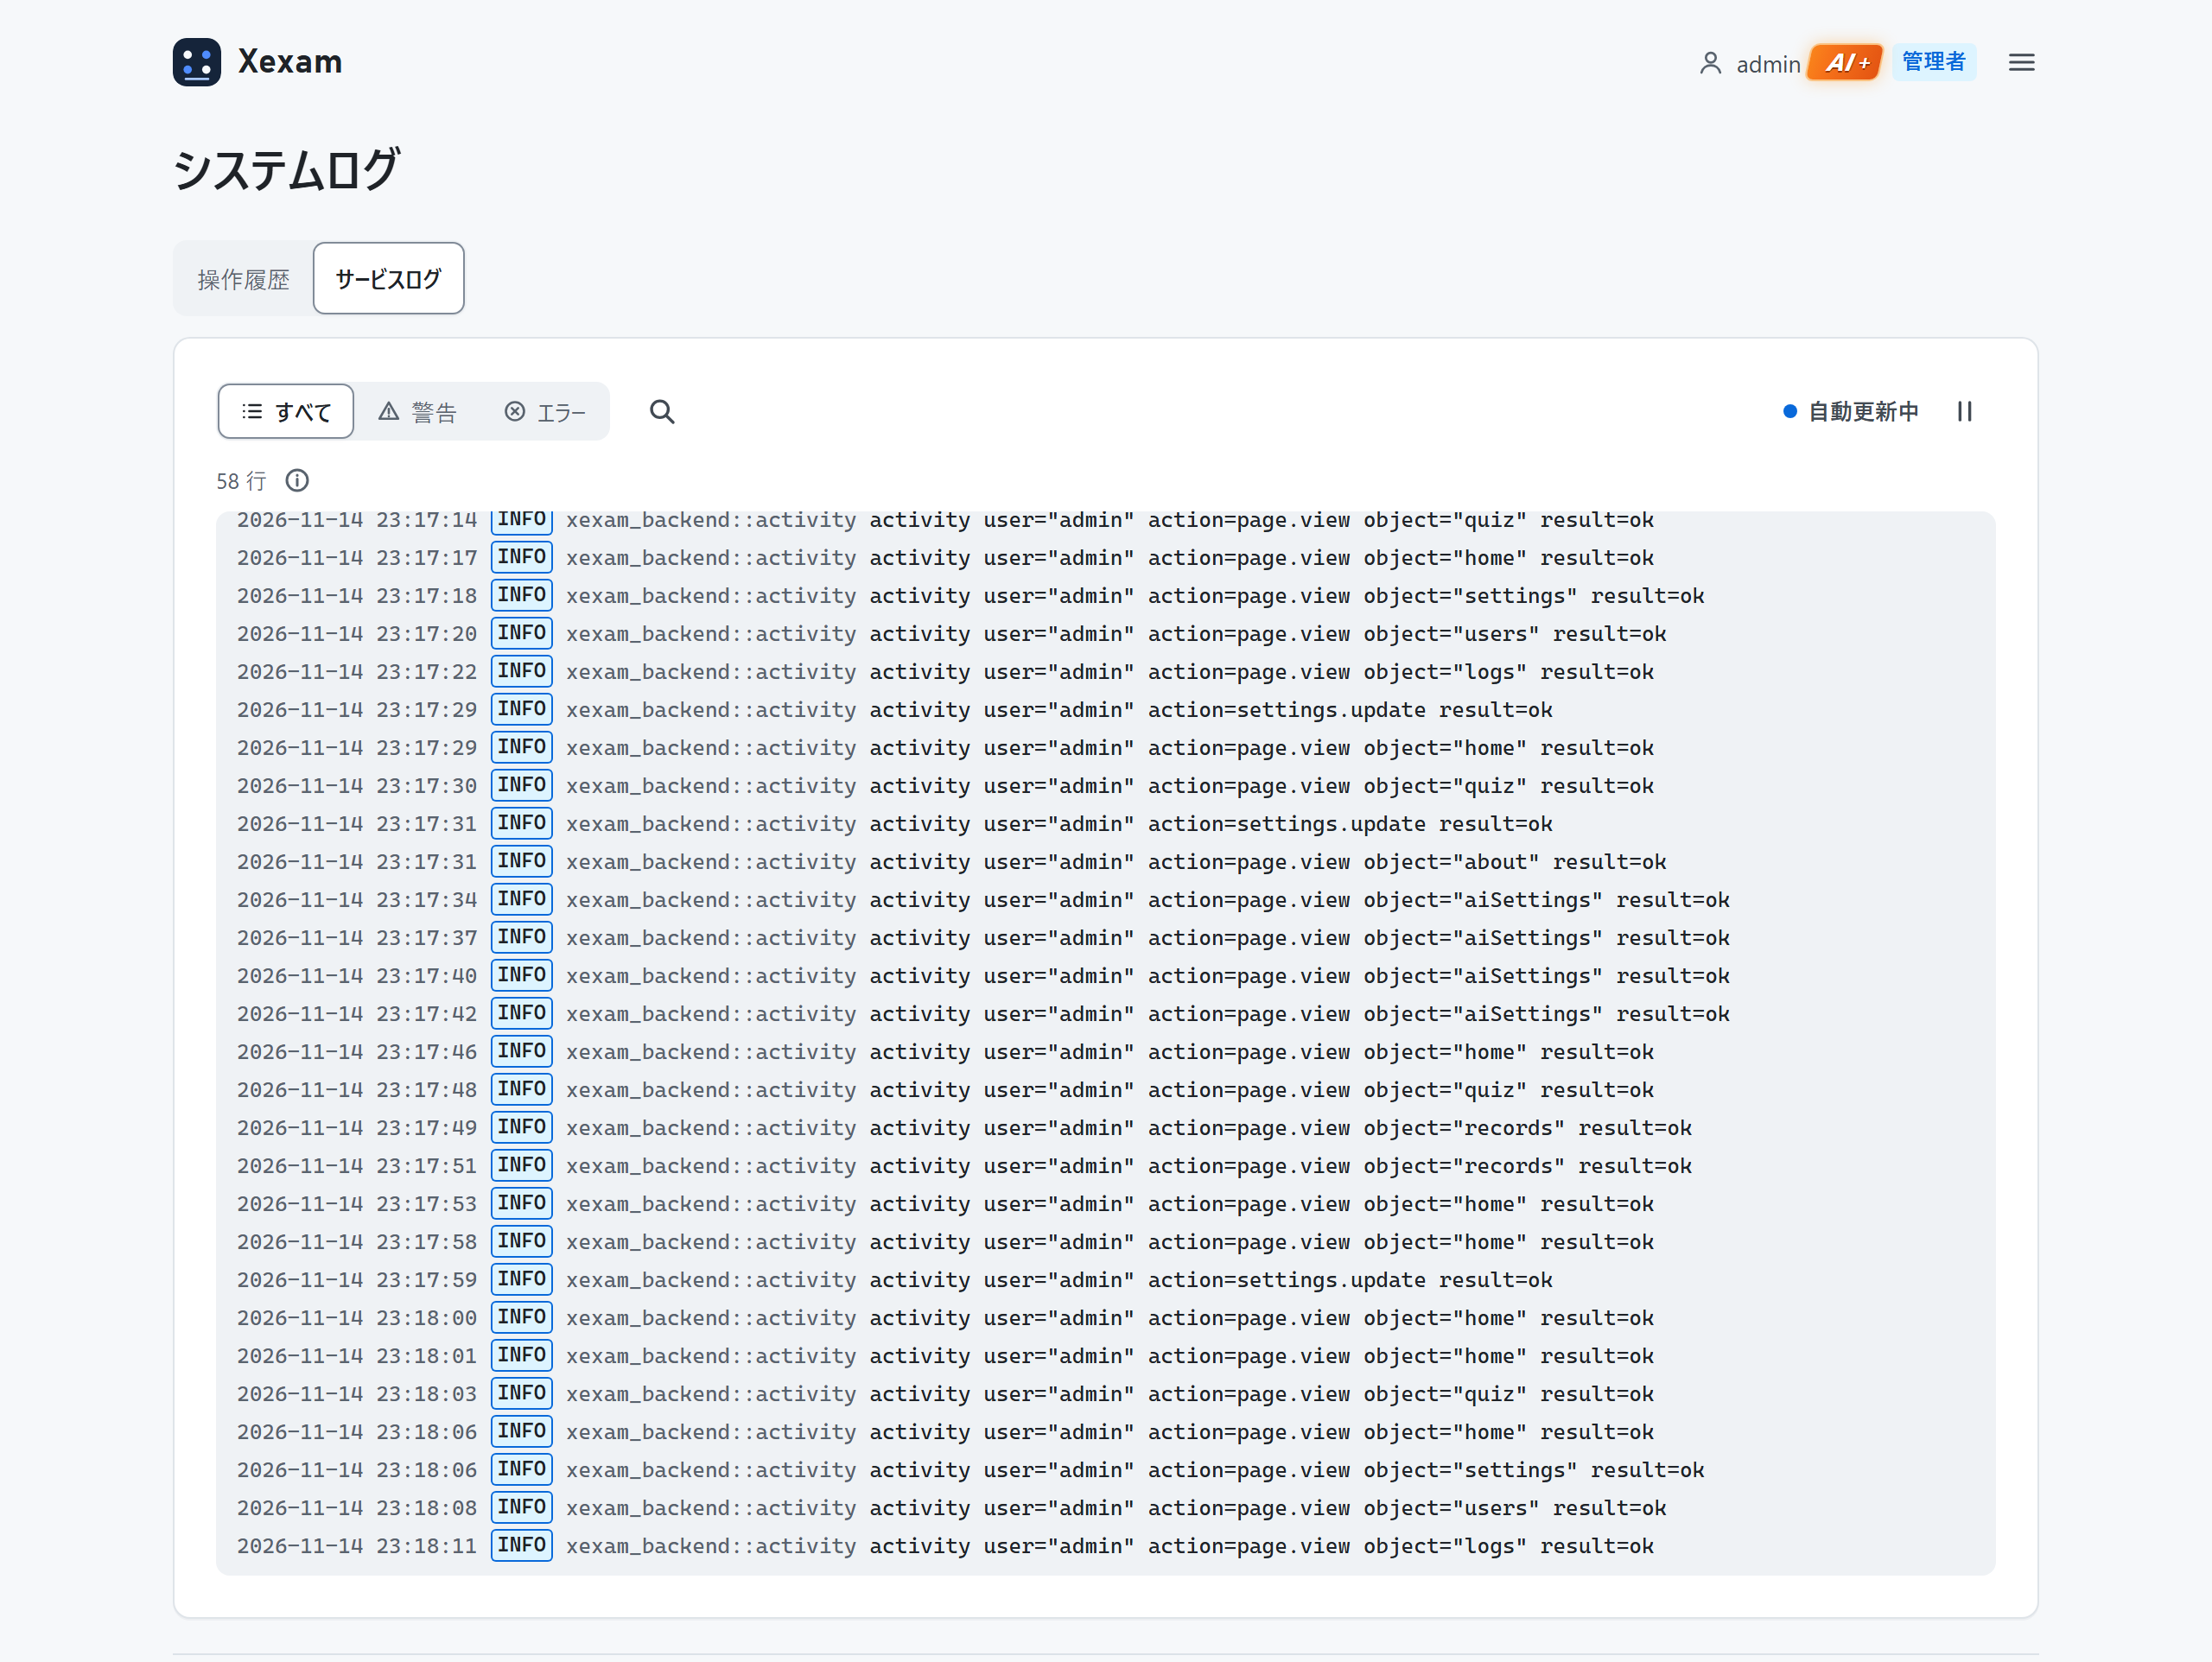 Xexam
admin AI+ 管理者
システムログ
操作履歴 サービスログ
すべて 警告 エラー
自動更新中
58 行
2026-11-14 23:17:14 INFO xexam_backend::activity activity user="admin" action=page.view object="quiz" result=ok
2026-11-14 23:17:17 INFO xexam_backend::activity activity user="admin" action=page.view object="home" result=ok
2026-11-14 23:17:18 INFO xexam_backend::activity activity user="admin" action=page.view object="settings" result=ok
2026-11-14 23:17:20 INFO xexam_backend::activity activity user="admin" action=page.view object="users" result=ok
2026-11-14 23:17:22 INFO xexam_backend::activity activity user="admin" action=page.view object="logs" result=ok
2026-11-14 23:17:29 INFO xexam_backend::activity activity user="admin" action=settings.update result=ok
2026-11-14 23:17:29 INFO xexam_backend::activity activity user="admin" action=page.view object="home" result=ok
2026-11-14 23:17:30 INFO xexam_backend::activity activity user="admin" action=page.view object="quiz" result=ok
2026-11-14 23:17:31 INFO xexam_backend::activity activity user="admin" action=settings.update result=ok
2026-11-14 23:17:31 INFO xexam_backend::activity activity user="admin" action=page.view object="about" result=ok
2026-11-14 23:17:34 INFO xexam_backend::activity activity user="admin" action=page.view object="aiSettings" result=ok
2026-11-14 23:17:37 INFO xexam_backend::activity activity user="admin" action=page.view object="aiSettings" result=ok
2026-11-14 23:17:40 INFO xexam_backend::activity activity user="admin" action=page.view object="aiSettings" result=ok
2026-11-14 23:17:42 INFO xexam_backend::activity activity user="admin" action=page.view object="aiSettings" result=ok
2026-11-14 23:17:46 INFO xexam_backend::activity activity user="admin" action=page.view object="home" result=ok
2026-11-14 23:17:48 INFO xexam_backend::activity activity user="admin" action=page.view object="quiz" result=ok
2026-11-14 23:17:49 INFO xexam_backend::activity activity user="admin" action=page.view object="records" result=ok
2026-11-14 23:17:51 INFO xexam_backend::activity activity user="admin" action=page.view object="records" result=ok
2026-11-14 23:17:53 INFO xexam_backend::activity activity user="admin" action=page.view object="home" result=ok
2026-11-14 23:17:58 INFO xexam_backend::activity activity user="admin" action=page.view object="home" result=ok
2026-11-14 23:17:59 INFO xexam_backend::activity activity user="admin" action=settings.update result=ok
2026-11-14 23:18:00 INFO xexam_backend::activity activity user="admin" action=page.view object="home" result=ok
2026-11-14 23:18:01 INFO xexam_backend::activity activity user="admin" action=page.view object="home" result=ok
2026-11-14 23:18:03 INFO xexam_backend::activity activity user="admin" action=page.view object="quiz" result=ok
2026-11-14 23:18:06 INFO xexam_backend::activity activity user="admin" action=page.view object="home" result=ok
2026-11-14 23:18:06 INFO xexam_backend::activity activity user="admin" action=page.view object="settings" result=ok
2026-11-14 23:18:08 INFO xexam_backend::activity activity user="admin" action=page.view object="users" result=ok
2026-11-14 23:18:11 INFO xexam_backend::activity activity user="admin" action=page.view object="logs" result=ok